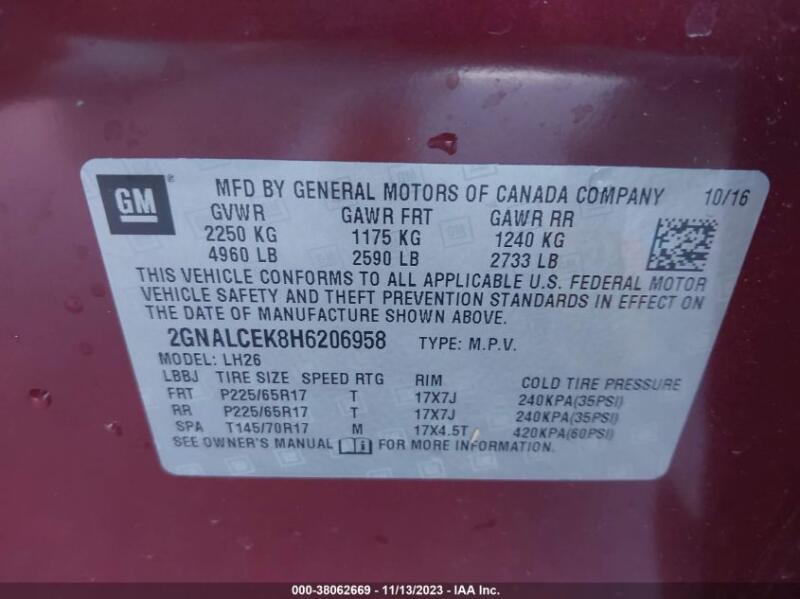 GM ® MFD BY GENERAL MOTORS OF CANADA COMPANY 10/16
GVWR GAWR FRT GAWR RR
2250 KG 1175 KG 1240 KG
4960 LB 2590 LB 2733 LB
THIS VEHICLE CONFORMS TO ALL APPLICABLE U.S. FEDERAL MOTOR
VEHICLE SAFETY AND THEFT PREVENTION STANDARDS IN EFFECT ON
THE DATE OF MANUFACTURE SHOWN ABOVE.
2GNALCEK8H6206958 TYPE: M.P.V.
MODEL: LH26
LBBJ TIRE SIZE SPEED RTG RIM COLD TIRE PRESSURE
FRT P225/65R17 T 17X7J 240KPA(35PSI)
RR P225/65R17 T 17X7J 240KPA(35PSI)
SPA T145/70R17 M 17X4.5T 420KPA(60PSI)
SEE OWNER'S MANUAL FOR MORE INFORMATION.
000-38062669 - 11/13/2023 - IAA Inc.